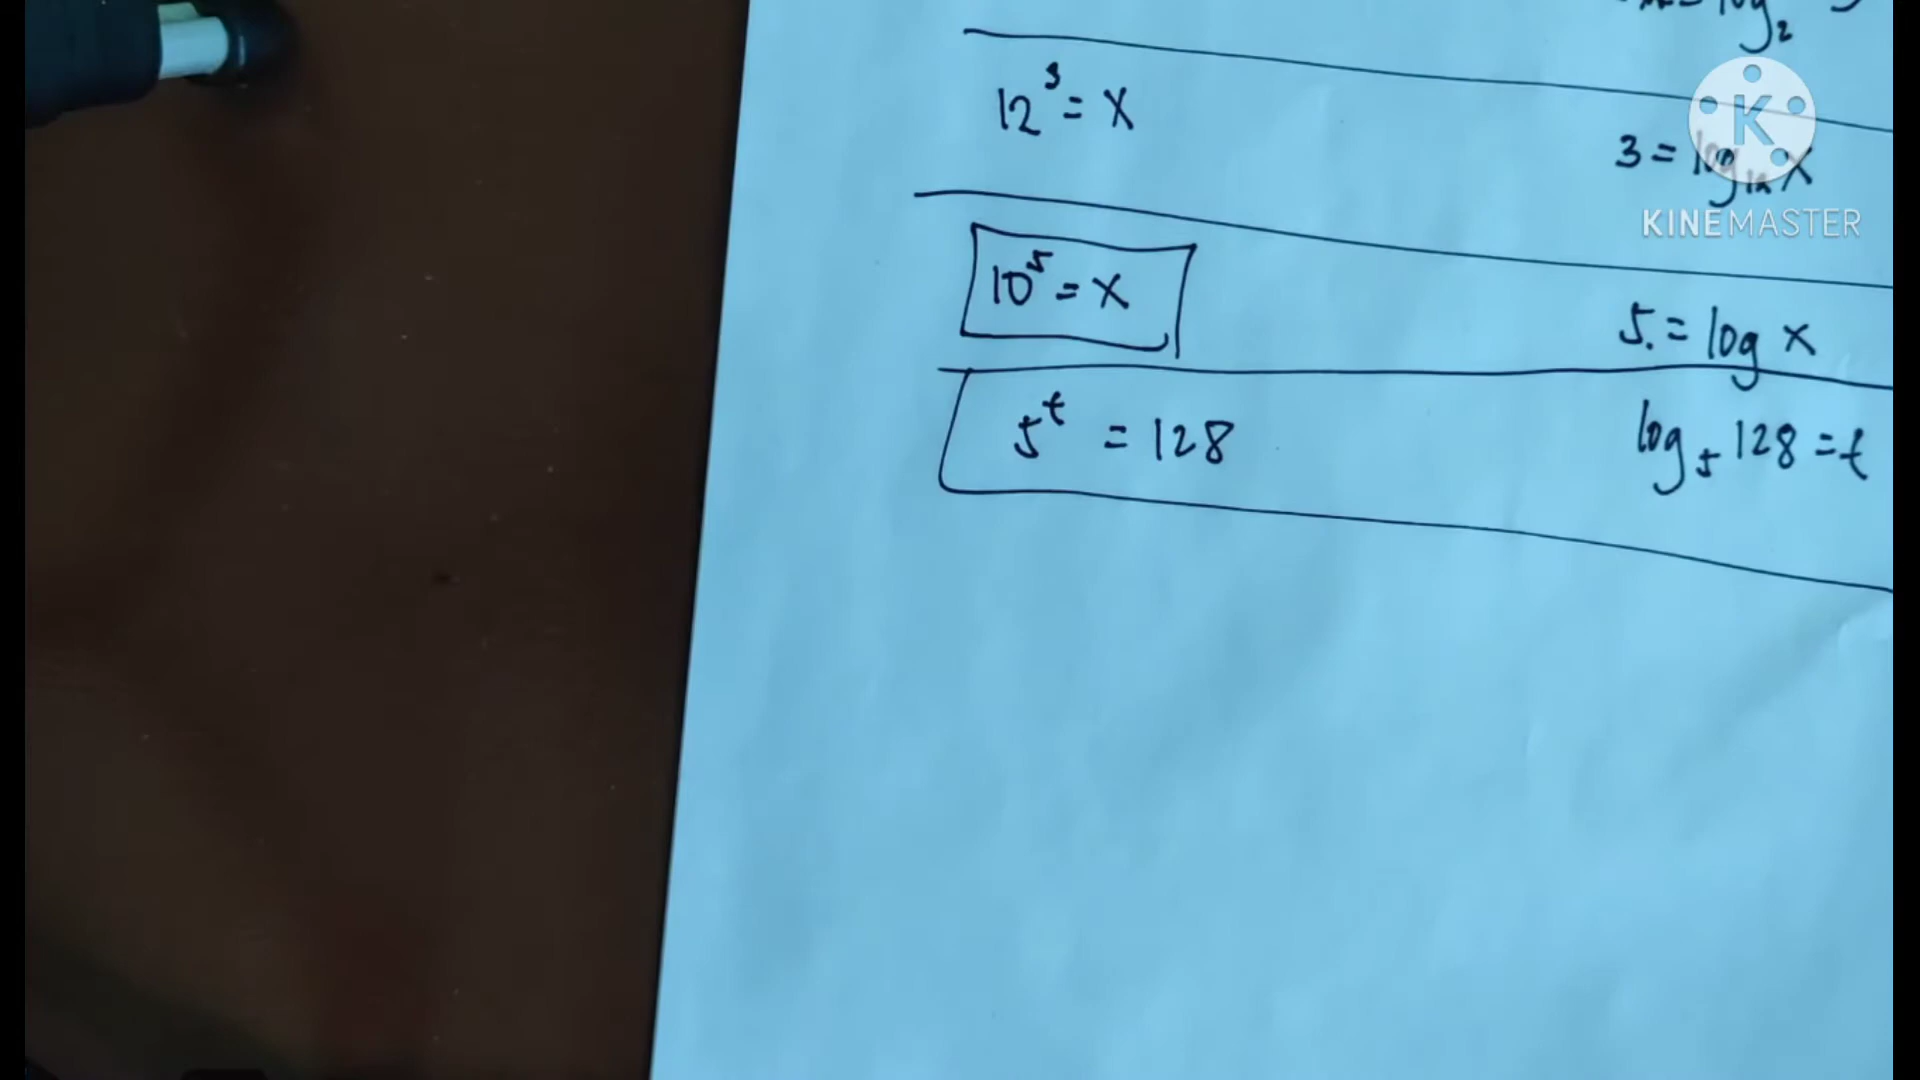 12³ = x
3 = log₁₂ x
KINEMASTER
10⁵ = x
5 = log x
5ᵗ = 128
log₅ 128 = t